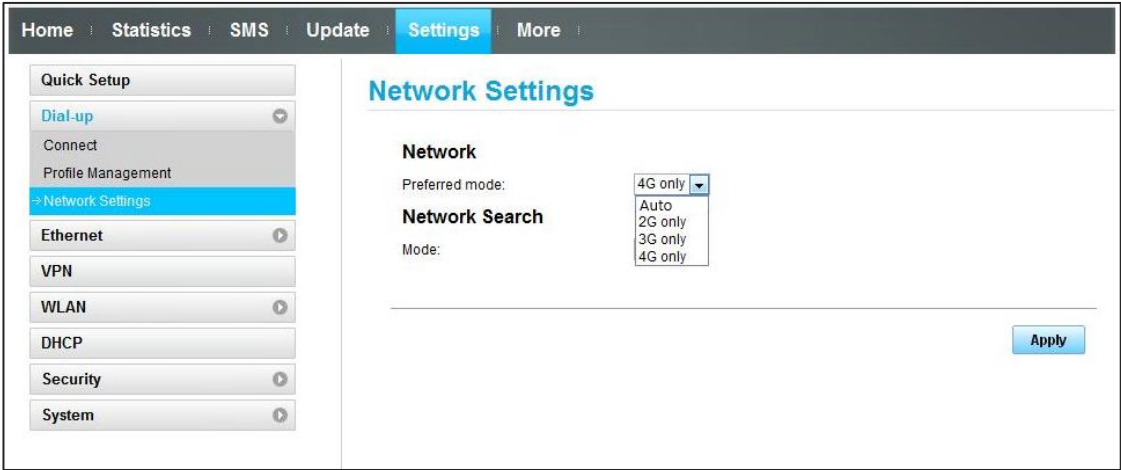 Home Statistics SMS Update Settings More
Quick Setup
Dial-up
Connect
Profile Management
Network Settings
Ethernet
VPN
WLAN
DHCP
Security
System
Network Settings
Network
Preferred mode: 4G only
Auto
2G only
3G only
4G only
Network Search
Mode:
Apply